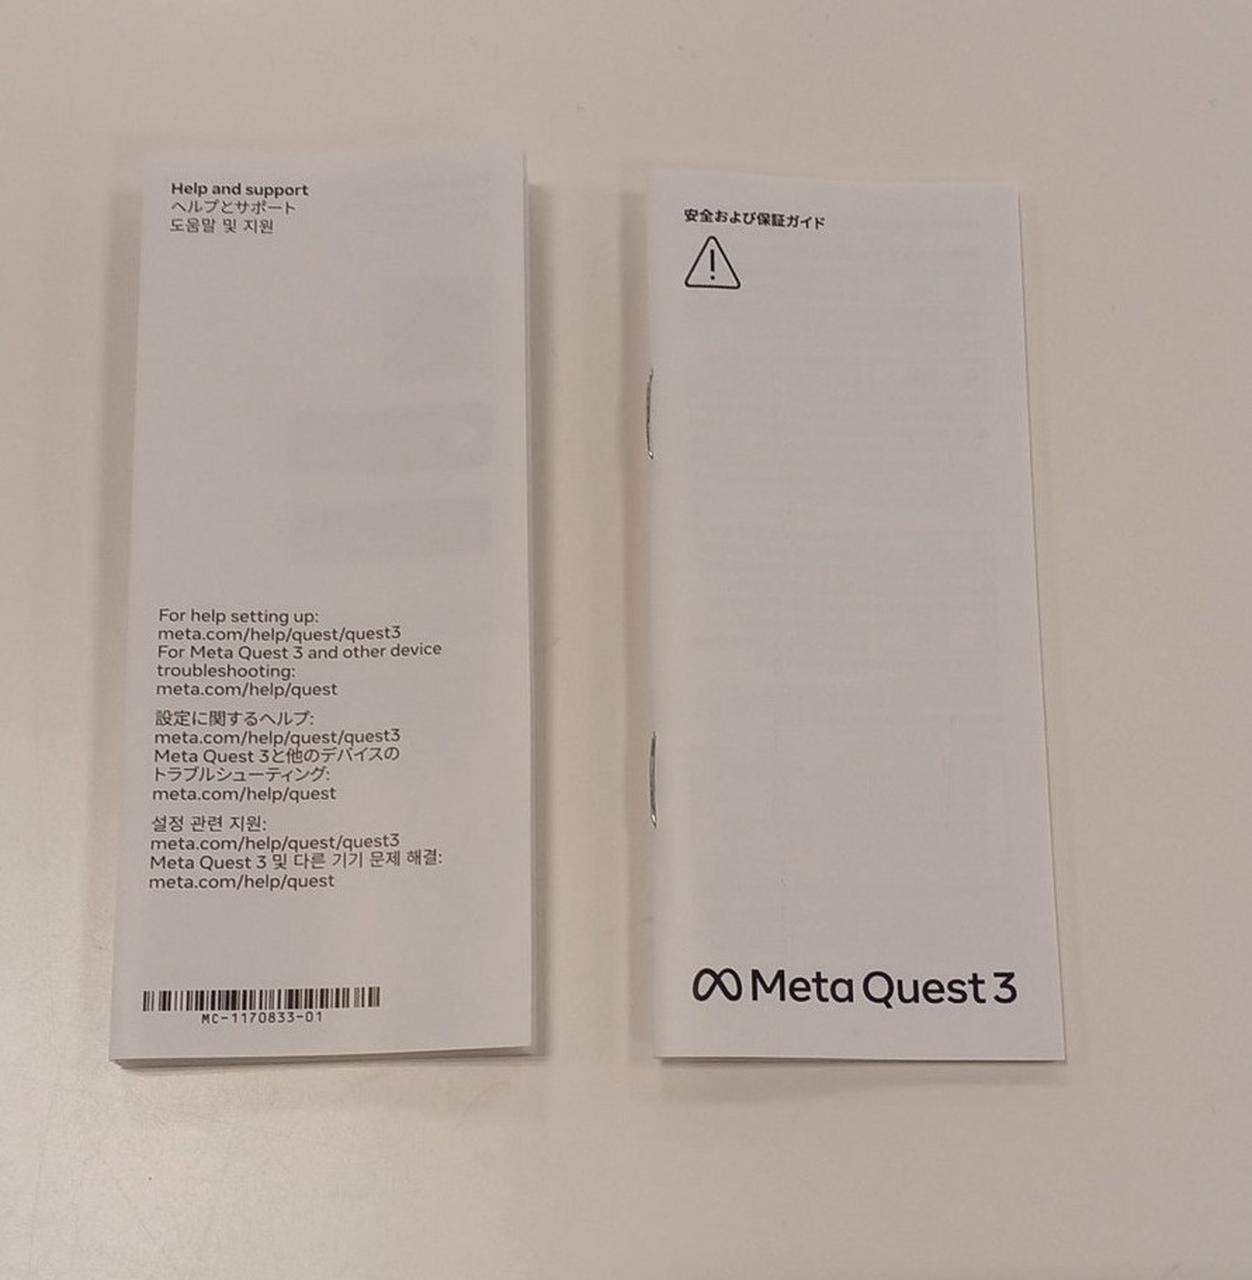 Help and support
ヘルプとサポート
도움말 및 지원
For help setting up:
meta.com/help/quest/quest3
For Meta Quest 3 and other device
troubleshooting:
meta.com/help/quest
設定に関するヘルプ:
meta.com/help/quest/quest3
Meta Quest 3と他のデバイスの
トラブルシューティング:
meta.com/help/quest
설정 관련 지원:
meta.com/help/quest/quest3
Meta Quest 3 및 다른 기기 문제 해결:
meta.com/help/quest
MC-1170833-01
安全および保証ガイド
Meta Quest 3